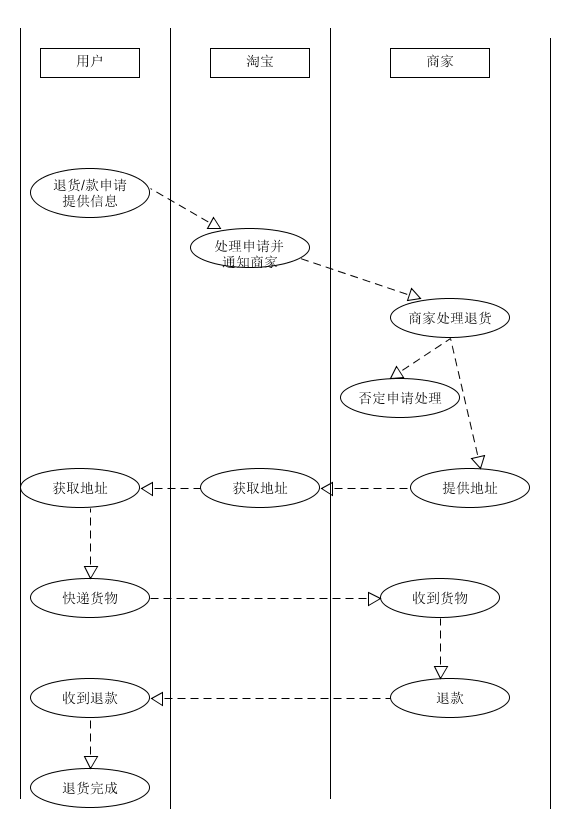 用户
淘宝
商家
退货/款申请
提供信息
处理申请并
通知商家
商家处理退货
否定申请处理
获取地址
获取地址
提供地址
快递货物
收到货物
收到退款
退款
退货完成